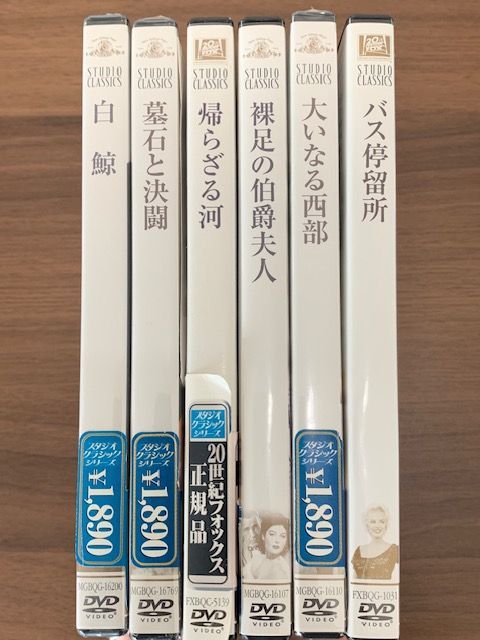 STUDIO
CLASSICS
白鯨
スタジオ
クラシック
シリーズ
¥1,890
MGBQG-16200
DVD
VIDEO
STUDIO
CLASSICS
墓石と決闘
スタジオ
クラシック
シリーズ
¥1,890
MGBQG-16769
DVD
VIDEO
20
FOX
STUDIO
CLASSICS
帰らざる河
スタジオ
クラシック
シリーズ
20世紀フォックス
正規品
FXBQC-5139
DVD
VIDEO
STUDIO
CLASSICS
裸足の伯爵夫人
MGBQG-16107
DVD
VIDEO
STUDIO
CLASSICS
大いなる西部
スタジオ
クラシック
シリーズ
¥1,890
MGBQG-16110
DVD
VIDEO
20
FOX
STUDIO
CLASSICS
バス停留所
FXBQG-1031
DVD
VIDEO